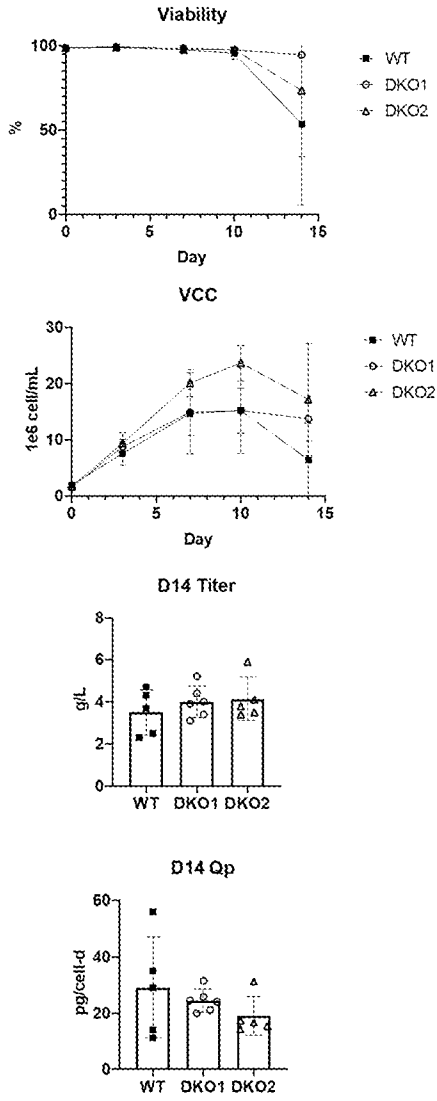 Viability
100
50
0
%
0 5 10 15
Day
WT
DKO1
DKO2
VCC
30
20
10
0
1e6 cell/mL
0 5 10 15
Day
WT
DKO1
DKO2
D14 Titer
8
6
4
2
0
g/L
WT DKO1 DKO2
D14 Qp
60
40
20
0
pg/cell-d
WT DKO1 DKO2